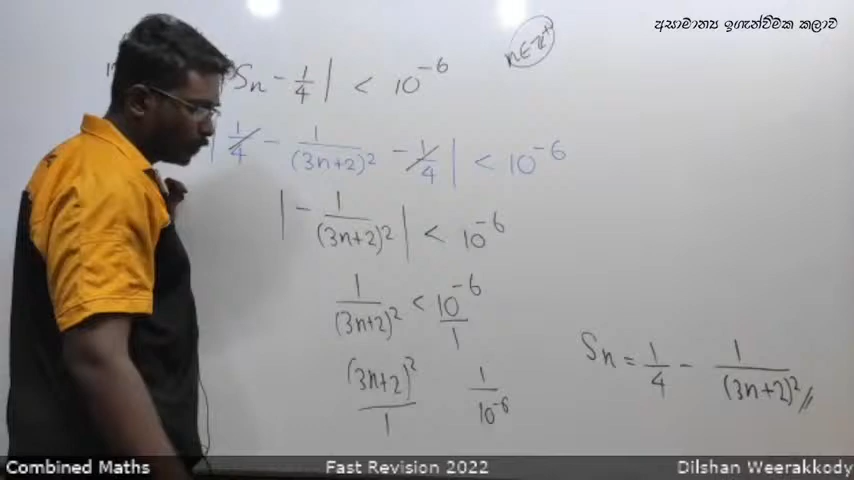 අසාමාන්‍ය ඉගැන්වීමක කලාව
n∈ℤ⁺
Sn - 1/4 | < 10⁻⁶
| 1/4 - 1/(3n+2)² - 1/4 | < 10⁻⁶
| - 1/(3n+2)² | < 10⁻⁶
1/(3n+2)² < 10⁻⁶/1
(3n+2)²/1 1/10⁻⁶
Sn = 1/4 - 1/(3n+2)² //
Combined Maths
Fast Revision 2022
Dilshan Weerakkody